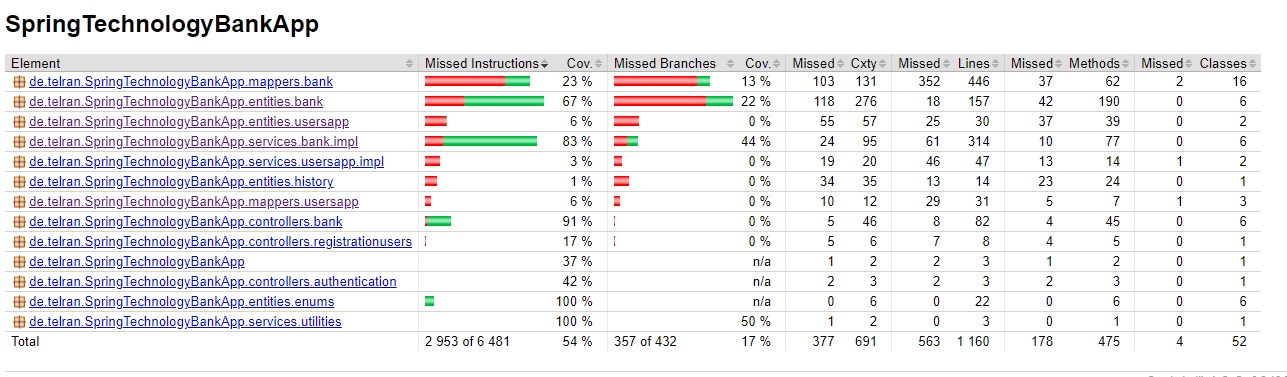 SpringTechnologyBankApp
Element Missed Instructions Cov. Missed Branches Cov. Missed Cxty Missed Lines Missed Methods Missed Classes
de.telran.SpringTechnologyBankApp.mappers.bank 23 % 13 % 103 131 352 446 37 62 2 16
de.telran.SpringTechnologyBankApp.entities.bank 67 % 22 % 118 276 18 157 42 190 0 6
de.telran.SpringTechnologyBankApp.entities.usersapp 6 % 0 % 55 57 25 30 37 39 0 2
de.telran.SpringTechnologyBankApp.services.bank.impl 83 % 44 % 24 95 61 314 10 77 0 6
de.telran.SpringTechnologyBankApp.services.usersapp.impl 3 % 0 % 19 20 46 47 13 14 1 2
de.telran.SpringTechnologyBankApp.entities.history 1 % 0 % 34 35 13 14 23 24 0 1
de.telran.SpringTechnologyBankApp.mappers.usersapp 6 % 0 % 10 12 29 31 5 7 1 3
de.telran.SpringTechnologyBankApp.controllers.bank 91 % 0 % 5 46 8 82 4 45 0 6
de.telran.SpringTechnologyBankApp.controllers.registrationusers 17 % 0 % 5 6 7 8 4 5 0 1
de.telran.SpringTechnologyBankApp 37 % n/a 1 2 2 3 1 2 0 1
de.telran.SpringTechnologyBankApp.controllers.authentication 42 % n/a 2 3 2 3 2 3 0 1
de.telran.SpringTechnologyBankApp.entities.enums 100 % n/a 0 6 0 22 0 6 0 6
de.telran.SpringTechnologyBankApp.services.utilities 100 % 50 % 1 2 0 3 0 1 0 1
Total 2 953 of 6 481 54 % 357 of 432 17 % 377 691 563 1 160 178 475 4 52